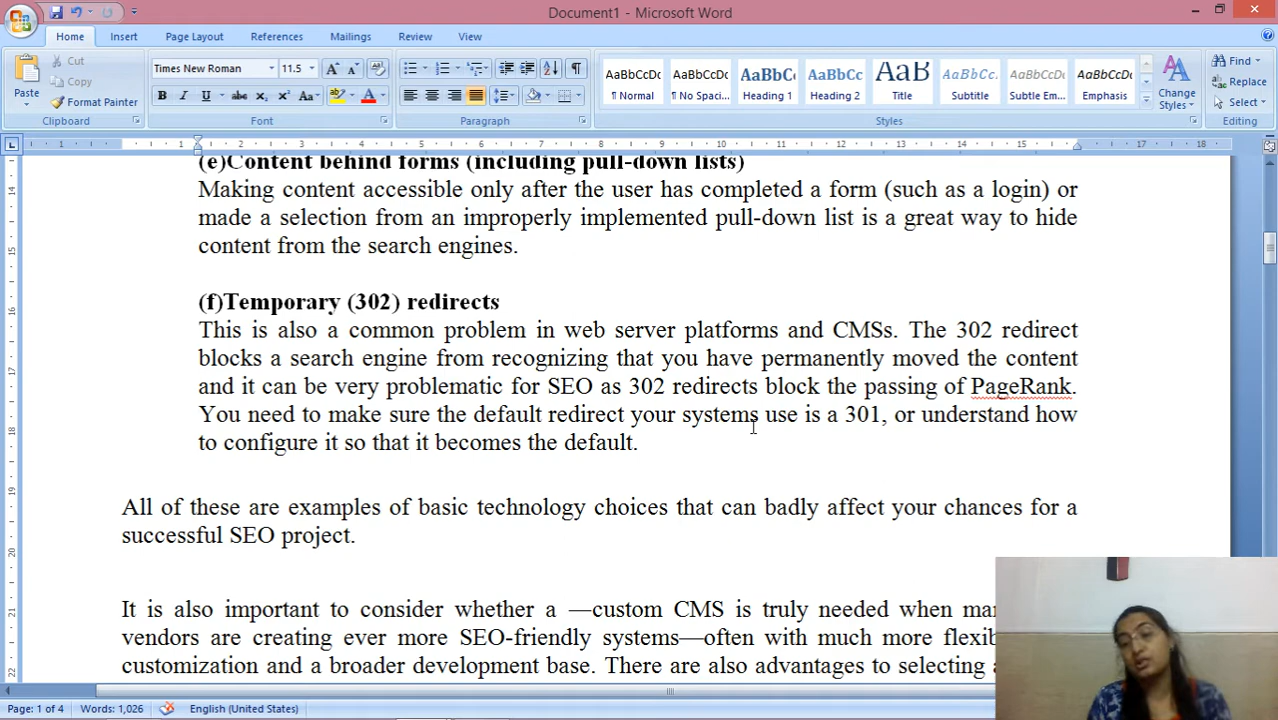 Document1 - Microsoft Word
Home Insert Page Layout References Mailings Review View
Paste
Cut
Copy
Format Painter
Clipboard
Times New Roman 11.5
Font
Paragraph
AaBbCcDc AaBbCcDc AaBbCc AaBbCc AaB AaBbCc. AaBbCcDc AaBbCcDc
¶ Normal ¶ No Spaci... Heading 1 Heading 2 Title Subtitle Subtle Em... Emphasis
Styles
Change Styles
Find
Replace
Select
Editing
(e)Content behind forms (including pull-down lists)
Making content accessible only after the user has completed a form (such as a login) or
made a selection from an improperly implemented pull-down list is a great way to hide
content from the search engines.
(f)Temporary (302) redirects
This is also a common problem in web server platforms and CMSs. The 302 redirect
blocks a search engine from recognizing that you have permanently moved the content
and it can be very problematic for SEO as 302 redirects block the passing of PageRank.
You need to make sure the default redirect your systems use is a 301, or understand how
to configure it so that it becomes the default.
All of these are examples of basic technology choices that can badly affect your chances for a
successful SEO project.
It is also important to consider whether a —custom CMS is truly needed when
vendors are creating ever more SEO-friendly systems—often with much more
customization and a broader development base. There are also advantages to selecting
Page: 1 of 4 Words: 1,026 English (United States)